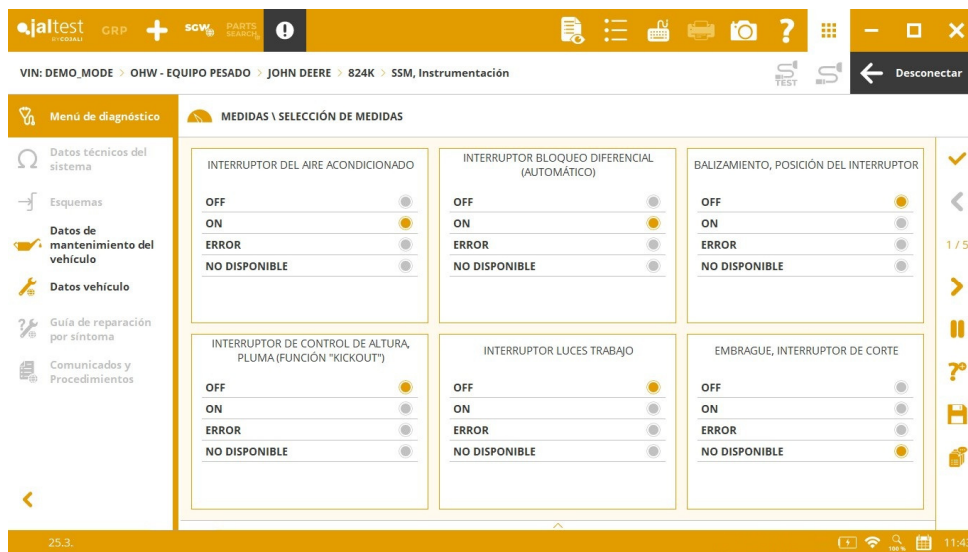 jaltest
BY COJALI
GRP
SGW
PARTS
SEARCH
VIN: DEMO_MODE > OHW - EQUIPO PESADO > JOHN DEERE > 824K > SSM, Instrumentación
TEST
Desconectar
Menú de diagnóstico
MEDIDAS \ SELECCIÓN DE MEDIDAS
Datos técnicos del
sistema
Esquemas
Datos de
mantenimiento del
vehículo
Datos vehículo
Guía de reparación
por síntoma
Comunicados y
Procedimientos
INTERRUPTOR DEL AIRE ACONDICIONADO
OFF
ON
ERROR
NO DISPONIBLE
INTERRUPTOR BLOQUEO DIFERENCIAL
(AUTOMÁTICO)
OFF
ON
ERROR
NO DISPONIBLE
BALIZAMIENTO, POSICIÓN DEL INTERRUPTOR
OFF
ON
ERROR
NO DISPONIBLE
INTERRUPTOR DE CONTROL DE ALTURA,
PLUMA (FUNCIÓN "KICKOUT")
OFF
ON
ERROR
NO DISPONIBLE
INTERRUPTOR LUCES TRABAJO
OFF
ON
ERROR
NO DISPONIBLE
EMBRAGUE, INTERRUPTOR DE CORTE
OFF
ON
ERROR
NO DISPONIBLE
1 / 5
25.3.
100 %
11:4